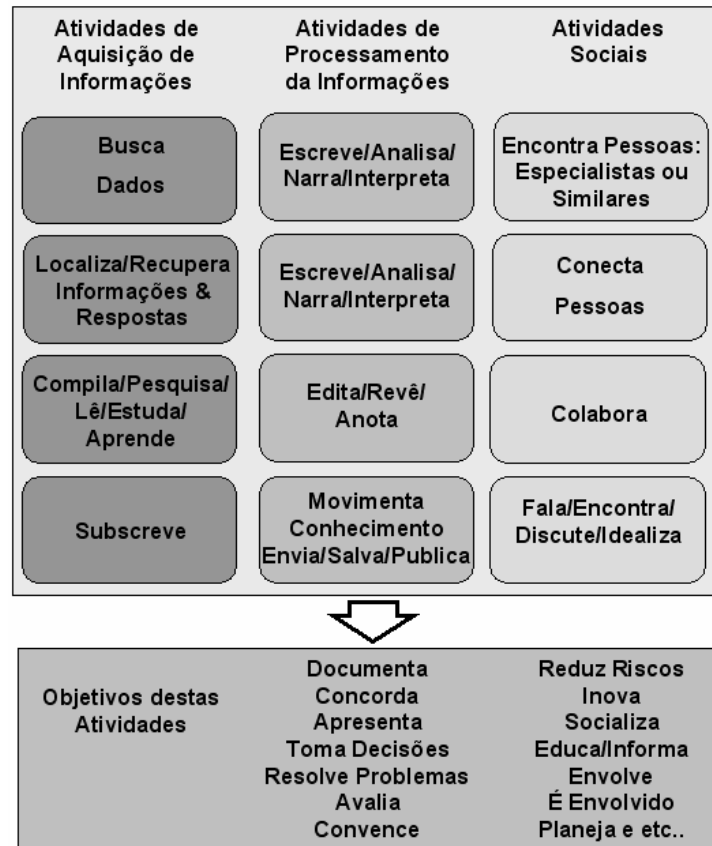 Atividades de
Aquisição de
Informações
Atividades de
Processamento
da Informações
Atividades
Sociais
Busca
Dados
Escreve/Analisa/
Narra/Interpreta
Encontra Pessoas:
Especialistas ou
Similares
Localiza/Recupera
Informações &
Respostas
Escreve/Analisa/
Narra/Interpreta
Conecta
Pessoas
Compila/Pesquisa/
Lê/Estuda/
Aprende
Edita/Revê/
Anota
Colabora
Subscreve
Movimenta
Conhecimento
Envia/Salva/Publica
Fala/Encontra/
Discute/Idealiza
Objetivos destas
Atividades
Documenta
Concorda
Apresenta
Toma Decisões
Resolve Problemas
Avalia
Convence
Reduz Riscos
Inova
Socializa
Educa/Informa
Envolve
É Envolvido
Planeja e etc..